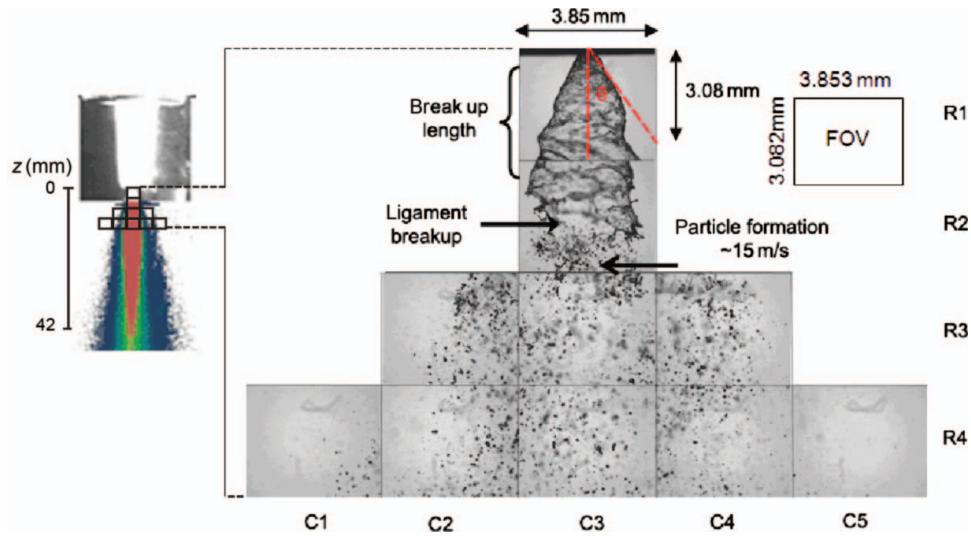 3.85 mm
Break up
length
θ
3.08 mm
3.853 mm
3.082mm
FOV
R1
z (mm)
0
42
Ligament
breakup
Particle formation
~15 m/s
R2
R3
R4
C1
C2
C3
C4
C5